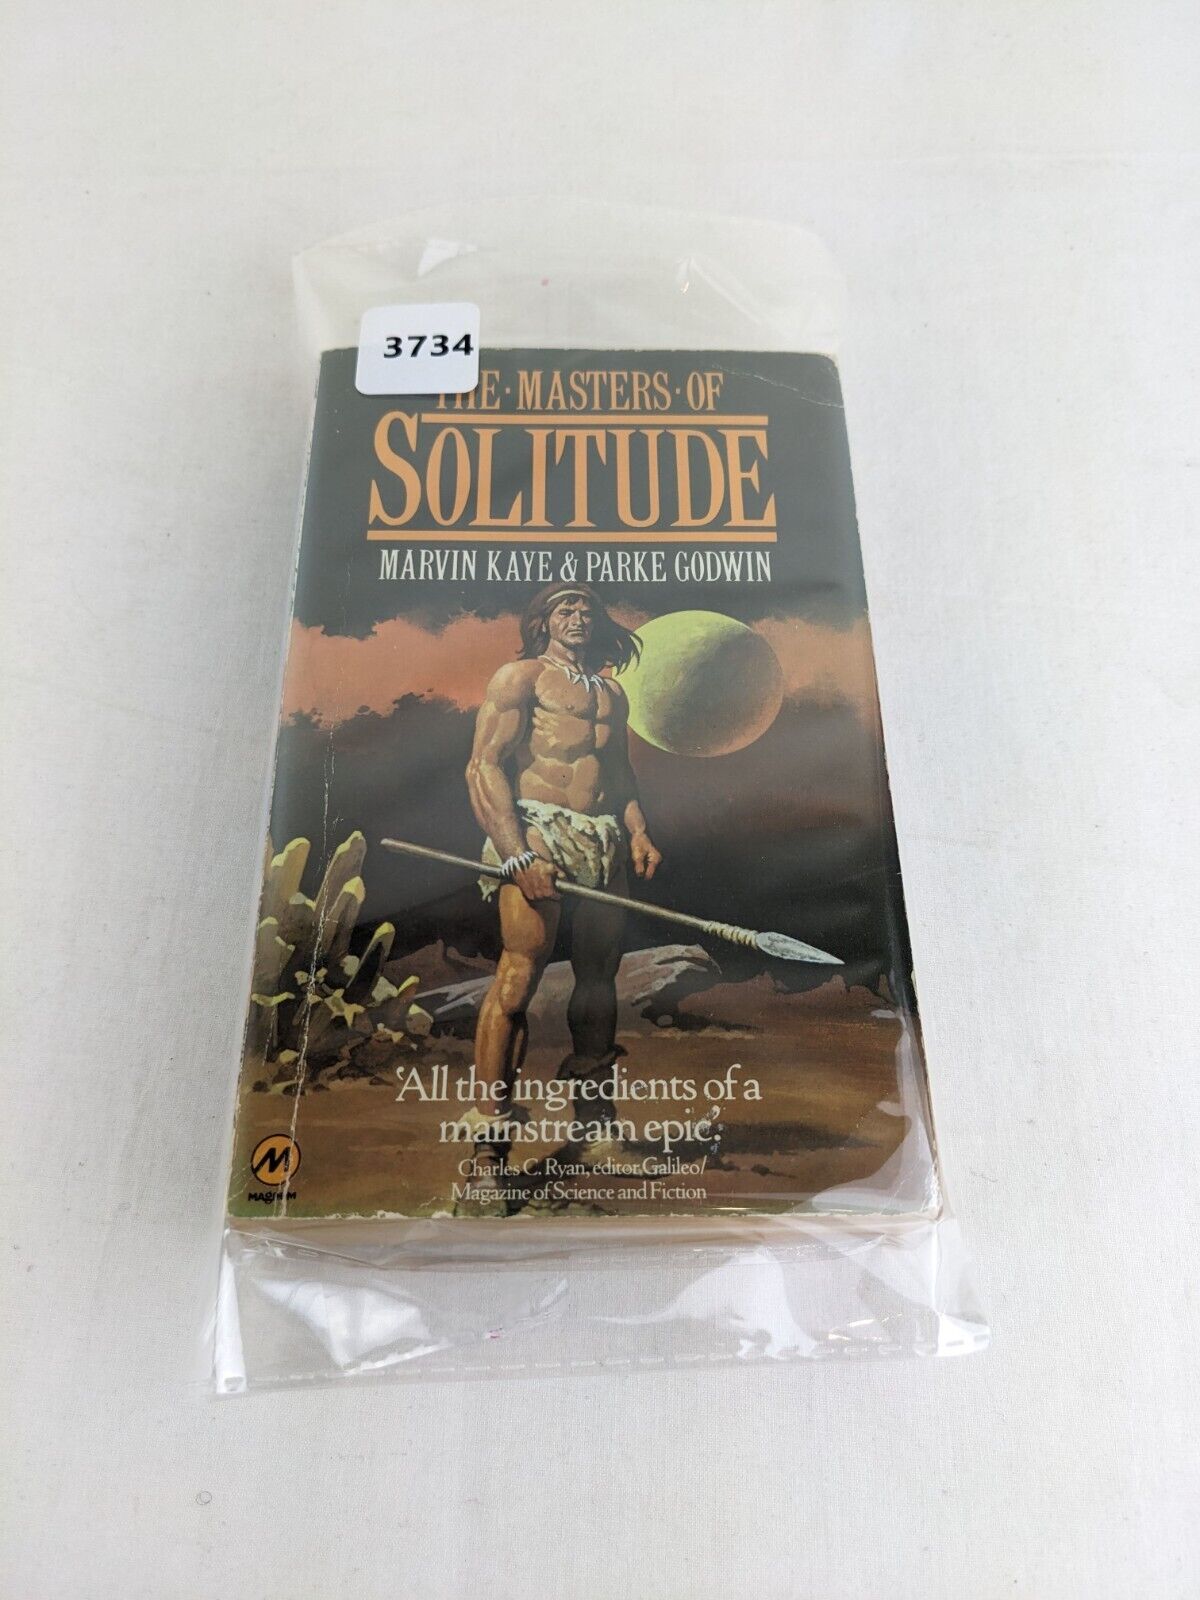 3734
THE · MASTERS · OF
SOLITUDE
MARVIN KAYE & PARKE GODWIN
‘All the ingredients of a
mainstream epic’.
Charles C. Ryan, editor Galileo/
Magazine of Science and Fiction
M
MAGNUM